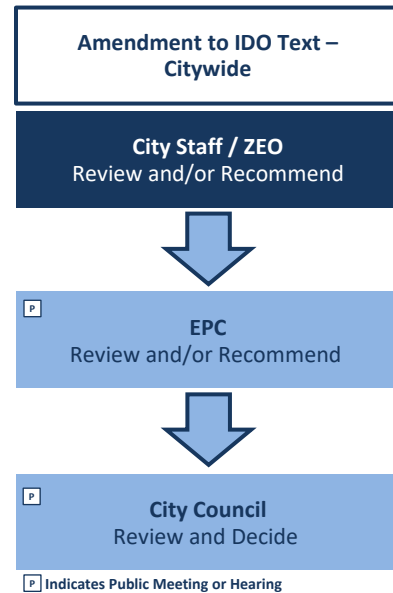 Amendment to IDO Text –
Citywide
City Staff / ZEO
Review and/or Recommend
P
EPC
Review and/or Recommend
P
City Council
Review and Decide
P Indicates Public Meeting or Hearing